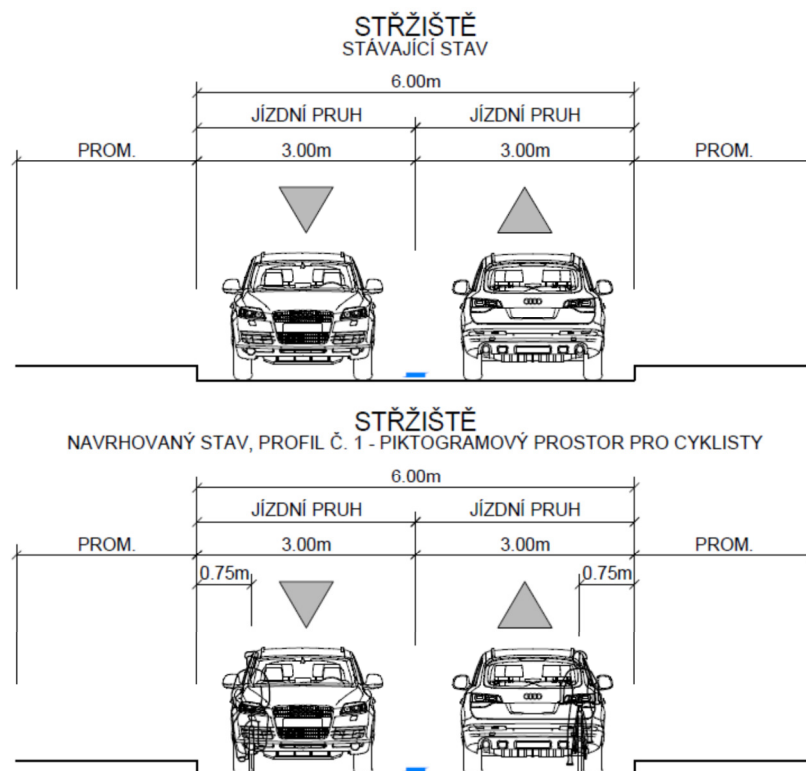 STŘŽIŠTĚ
STÁVAJÍCÍ STAV
6.00m
JÍZDNÍ PRUH JÍZDNÍ PRUH
PROM. 3.00m 3.00m PROM.
STŘŽIŠTĚ
NAVRHOVANÝ STAV, PROFIL Č. 1 - PIKTOGRAMOVÝ PROSTOR PRO CYKLISTY
6.00m
JÍZDNÍ PRUH JÍZDNÍ PRUH
PROM. 3.00m 3.00m PROM.
0.75m 0.75m